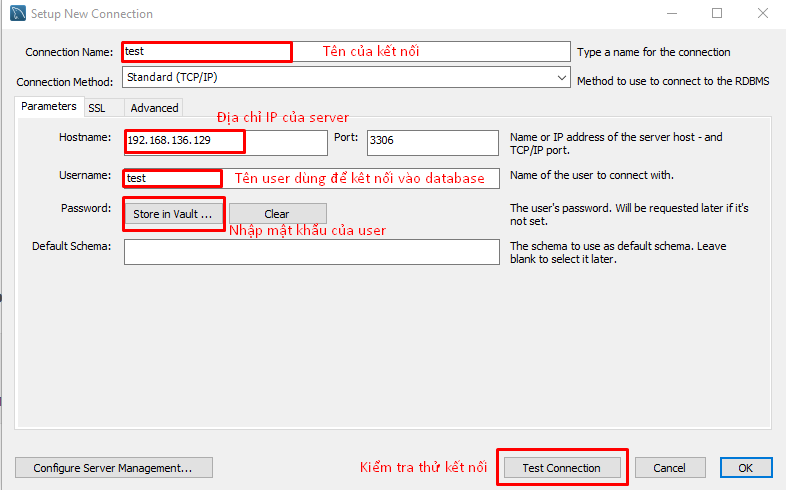 Setup New Connection
Connection Name: test Tên của kết nối Type a name for the connection
Connection Method: Standard (TCP/IP) Method to use to connect to the RDBMS
Parameters SSL Advanced
Địa chỉ IP của server
Hostname: 192.168.136.129 Port: 3306 Name or IP address of the server host - and
TCP/IP port.
Username: test Tên user dùng để kết nối vào database Name of the user to connect with.
Password: Store in Vault ... Clear The user's password. Will be requested later if it's
not set.
Nhập mật khẩu của user
Default Schema: The schema to use as default schema. Leave
blank to select it later.
Configure Server Management... Kiểm tra thử kết nối Test Connection Cancel OK